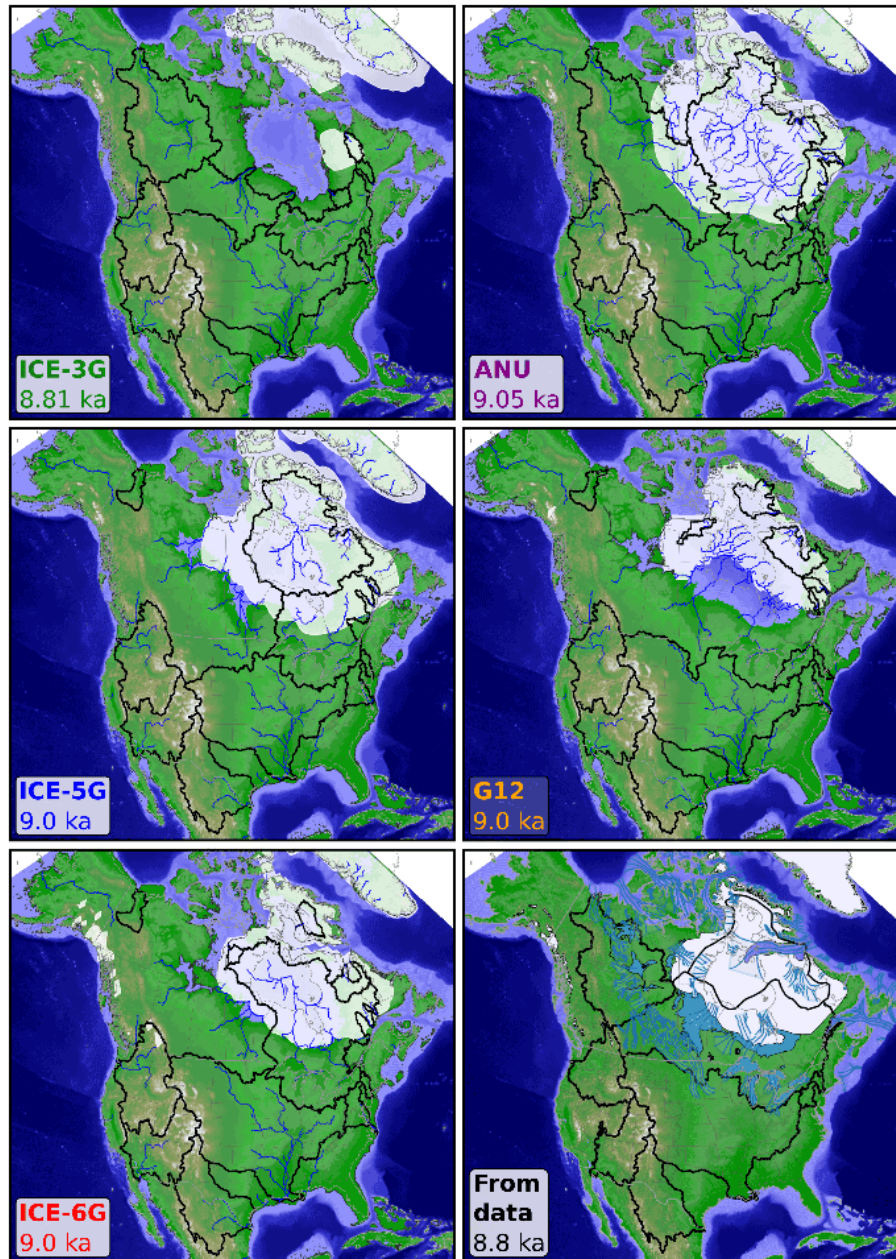 ICE-3G
8.81 ka
ANU
9.05 ka
ICE-5G
9.0 ka
G12
9.0 ka
ICE-6G
9.0 ka
From
data
8.8 ka